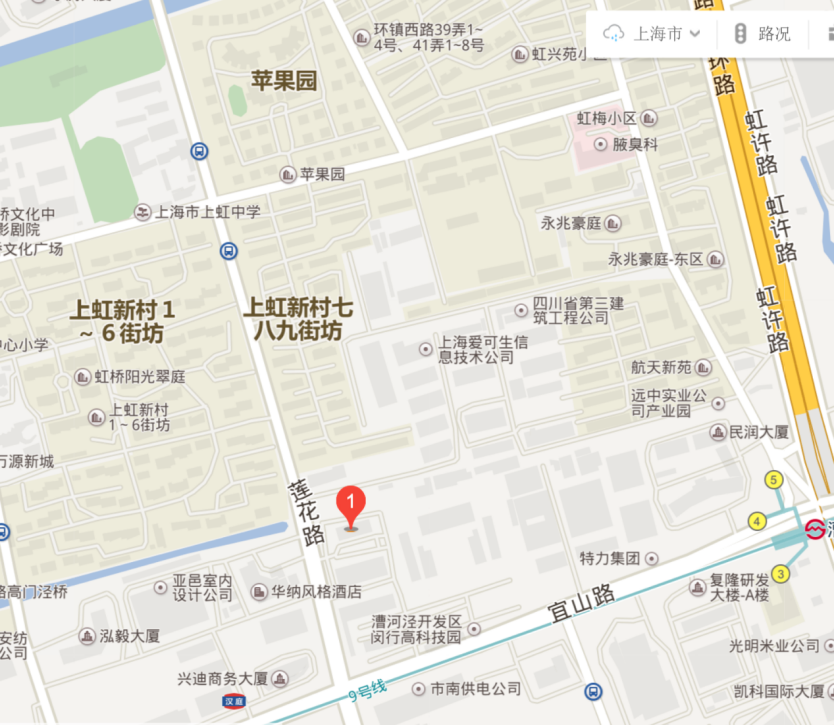 环镇西路39弄1~
4号、41弄1~8号
虹兴苑小区
上海市
路况
苹果园
环路
虹梅小区
虹许路
腋臭科
苹果园
上海市上虹中学
桥文化中
影剧院
文化广场
永兆豪庭
虹许路
永兆豪庭-东区
上虹新村1
~6街坊
上虹新村七
八九街坊
四川省第三建
筑工程公司
虹许路
中心小学
上海爱可生信
息技术公司
虹桥阳光翠庭
航天新苑
上虹新村
1~6街坊
远中实业公
司产业园
民润大厦
万源新城
莲花路
1
5
4
特力集团
3
路高门泾桥
亚邑室内
设计公司
华纳风格酒店
复隆研发
大楼-A楼
宜山路
漕河泾开发区
闵行高科技园
泓毅大厦
安纺
公司
光明米业公司
兴迪商务大厦
汉庭
9号线
市南供电公司
凯科国际大厦